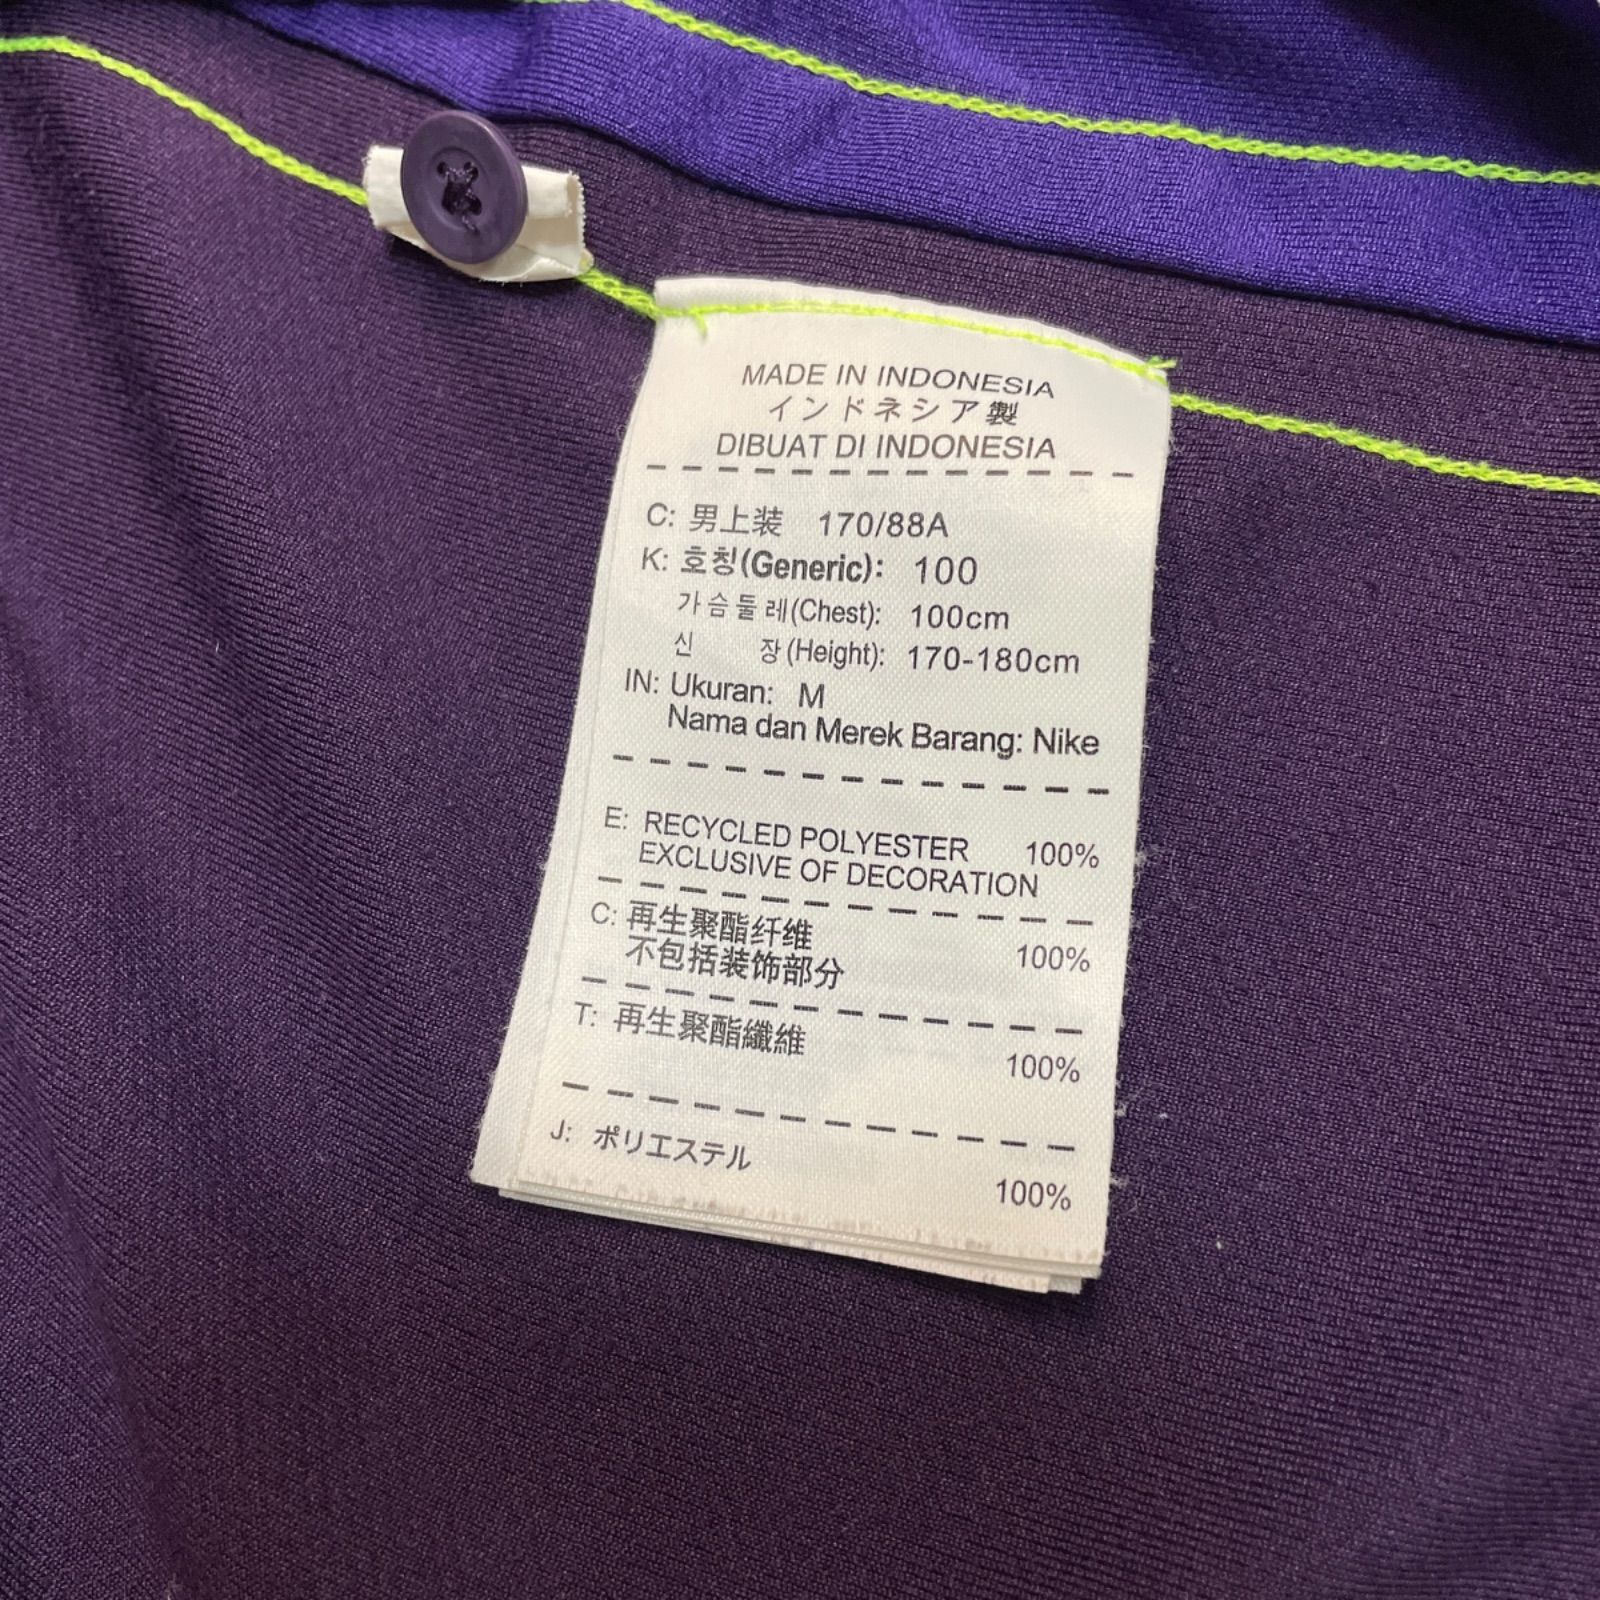 MADE IN INDONESIA
インドネシア製
DIBUAT DI INDONESIA
C: 男上装 170/88A
K: 호칭(Generic): 100
가슴둘레(Chest): 100cm
신 장(Height): 170-180cm
IN: Ukuran: M
Nama dan Merek Barang: Nike
E: RECYCLED POLYESTER 100%
EXCLUSIVE OF DECORATION
C: 再生聚酯纤维 100%
不包括装饰部分
T: 再生聚酯纖維 100%
J: ポリエステル 100%